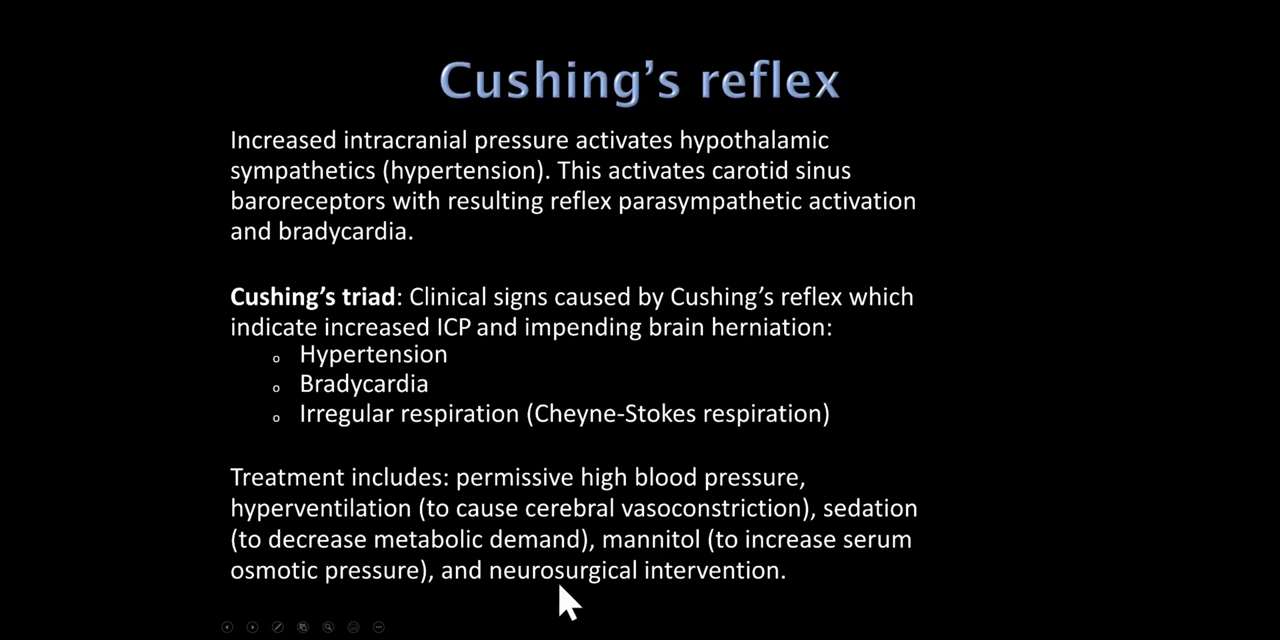 Cushing’s reflex
Increased intracranial pressure activates hypothalamic
sympathetics (hypertension). This activates carotid sinus
baroreceptors with resulting reflex parasympathetic activation
and bradycardia.
Cushing’s triad: Clinical signs caused by Cushing’s reflex which
indicate increased ICP and impending brain herniation:
o Hypertension
o Bradycardia
o Irregular respiration (Cheyne-Stokes respiration)
Treatment includes: permissive high blood pressure,
hyperventilation (to cause cerebral vasoconstriction), sedation
(to decrease metabolic demand), mannitol (to increase serum
osmotic pressure), and neurosurgical intervention.